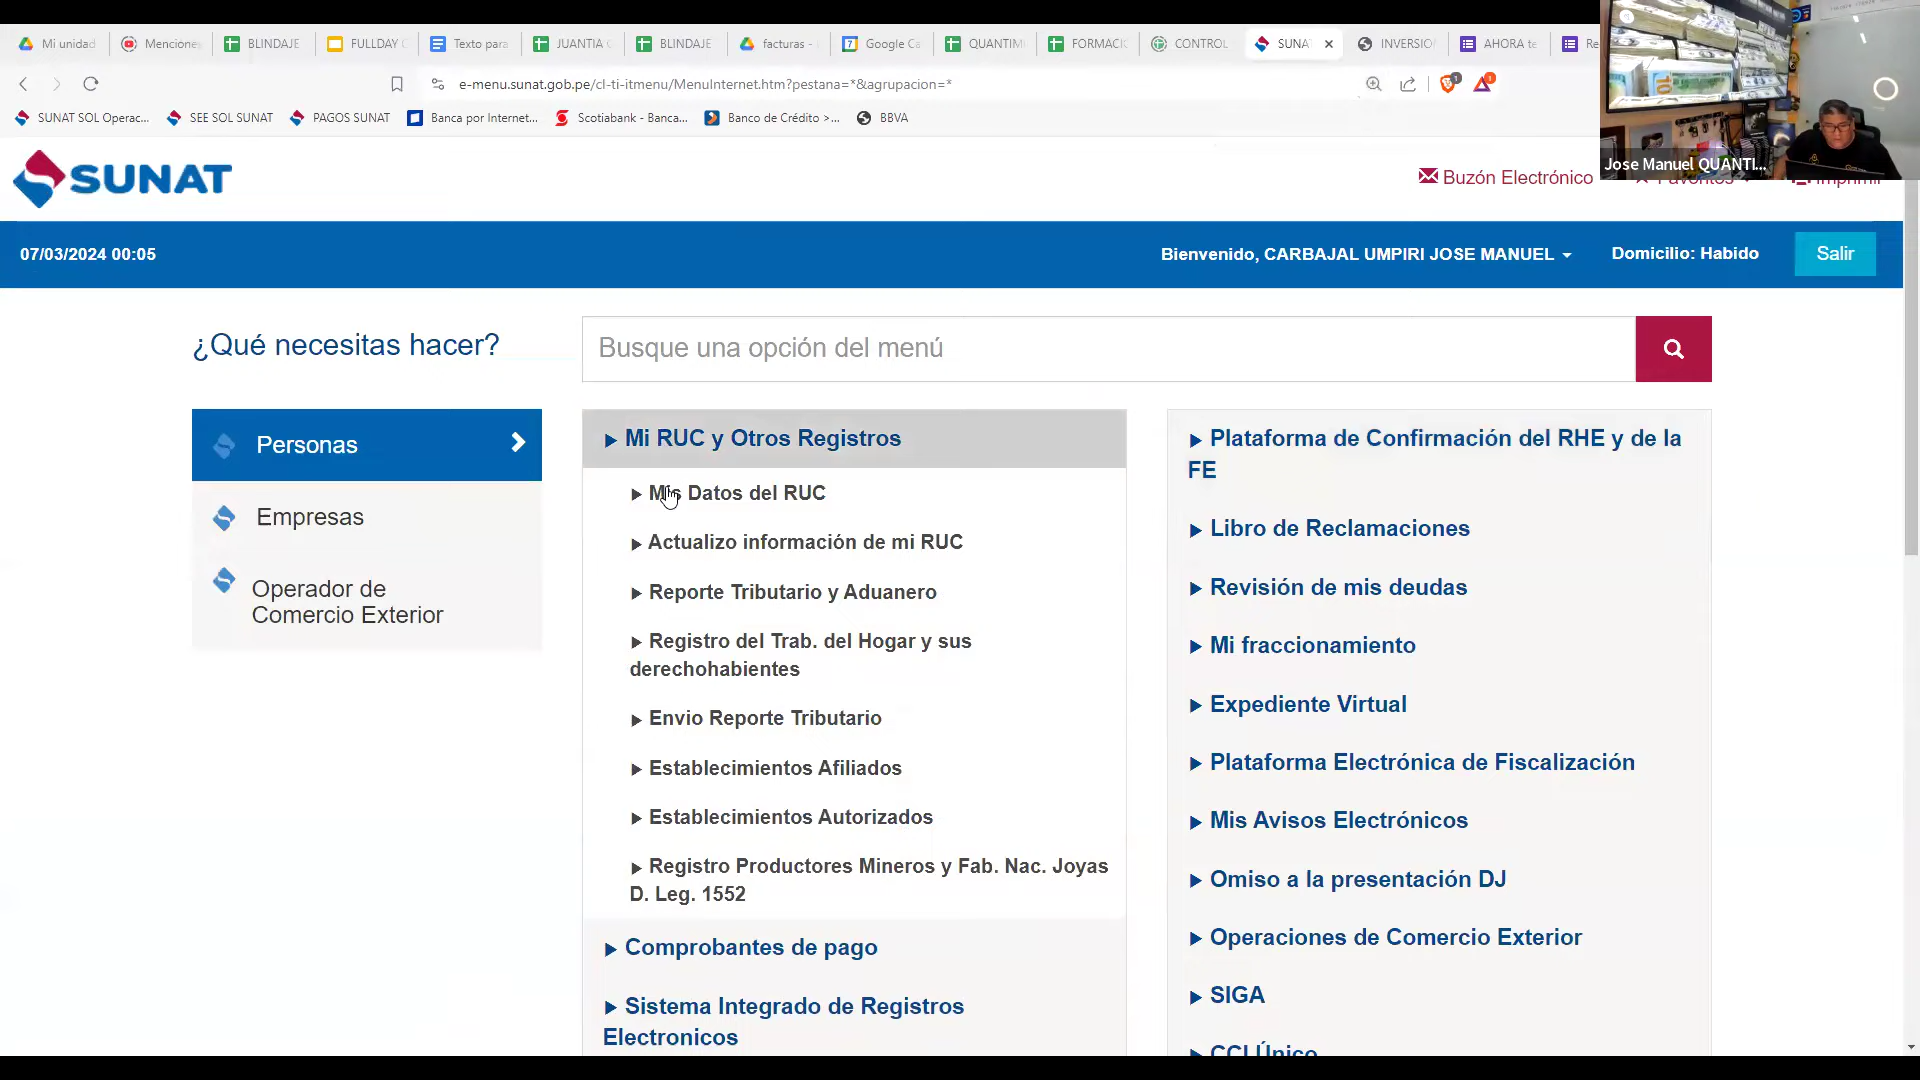 Mi unidad
Mencione
BLINDAJE
FULLDAY
Texto para
JUANTIA
BLINDAJE
facturas -
Google Ca
QUANTIM
FORMACI
CONTROL
SUNA
INVERSIO
AHORA te
Re
e-menu.sunat.gob.pe/cl-ti-itmenu/MenuInternet.htm?pestana=*&agrupacion=*
SUNAT SOL Operac...
SEE SOL SUNAT
PAGOS SUNAT
Banca por Internet...
Scotiabank - Banca...
Banco de Crédito >...
BBVA
Jose Manuel QUANTI...
SUNAT
Buzón Electrónico
Favoritos
Imprimir
07/03/2024 00:05
Bienvenido, CARBAJAL UMPIRI JOSE MANUEL
Domicilio: Habido
Salir
¿Qué necesitas hacer?
Busque una opción del menú
Personas
Empresas
Operador de
Comercio Exterior
Mi RUC y Otros Registros
Mis Datos del RUC
Actualizo información de mi RUC
Reporte Tributario y Aduanero
Registro del Trab. del Hogar y sus
derechohabientes
Envio Reporte Tributario
Establecimientos Afiliados
Establecimientos Autorizados
Registro Productores Mineros y Fab. Nac. Joyas
D. Leg. 1552
Comprobantes de pago
Sistema Integrado de Registros
Electronicos
Plataforma de Confirmación del RHE y de la
FE
Libro de Reclamaciones
Revisión de mis deudas
Mi fraccionamiento
Expediente Virtual
Plataforma Electrónica de Fiscalización
Mis Avisos Electrónicos
Omiso a la presentación DJ
Operaciones de Comercio Exterior
SIGA
CCI Único